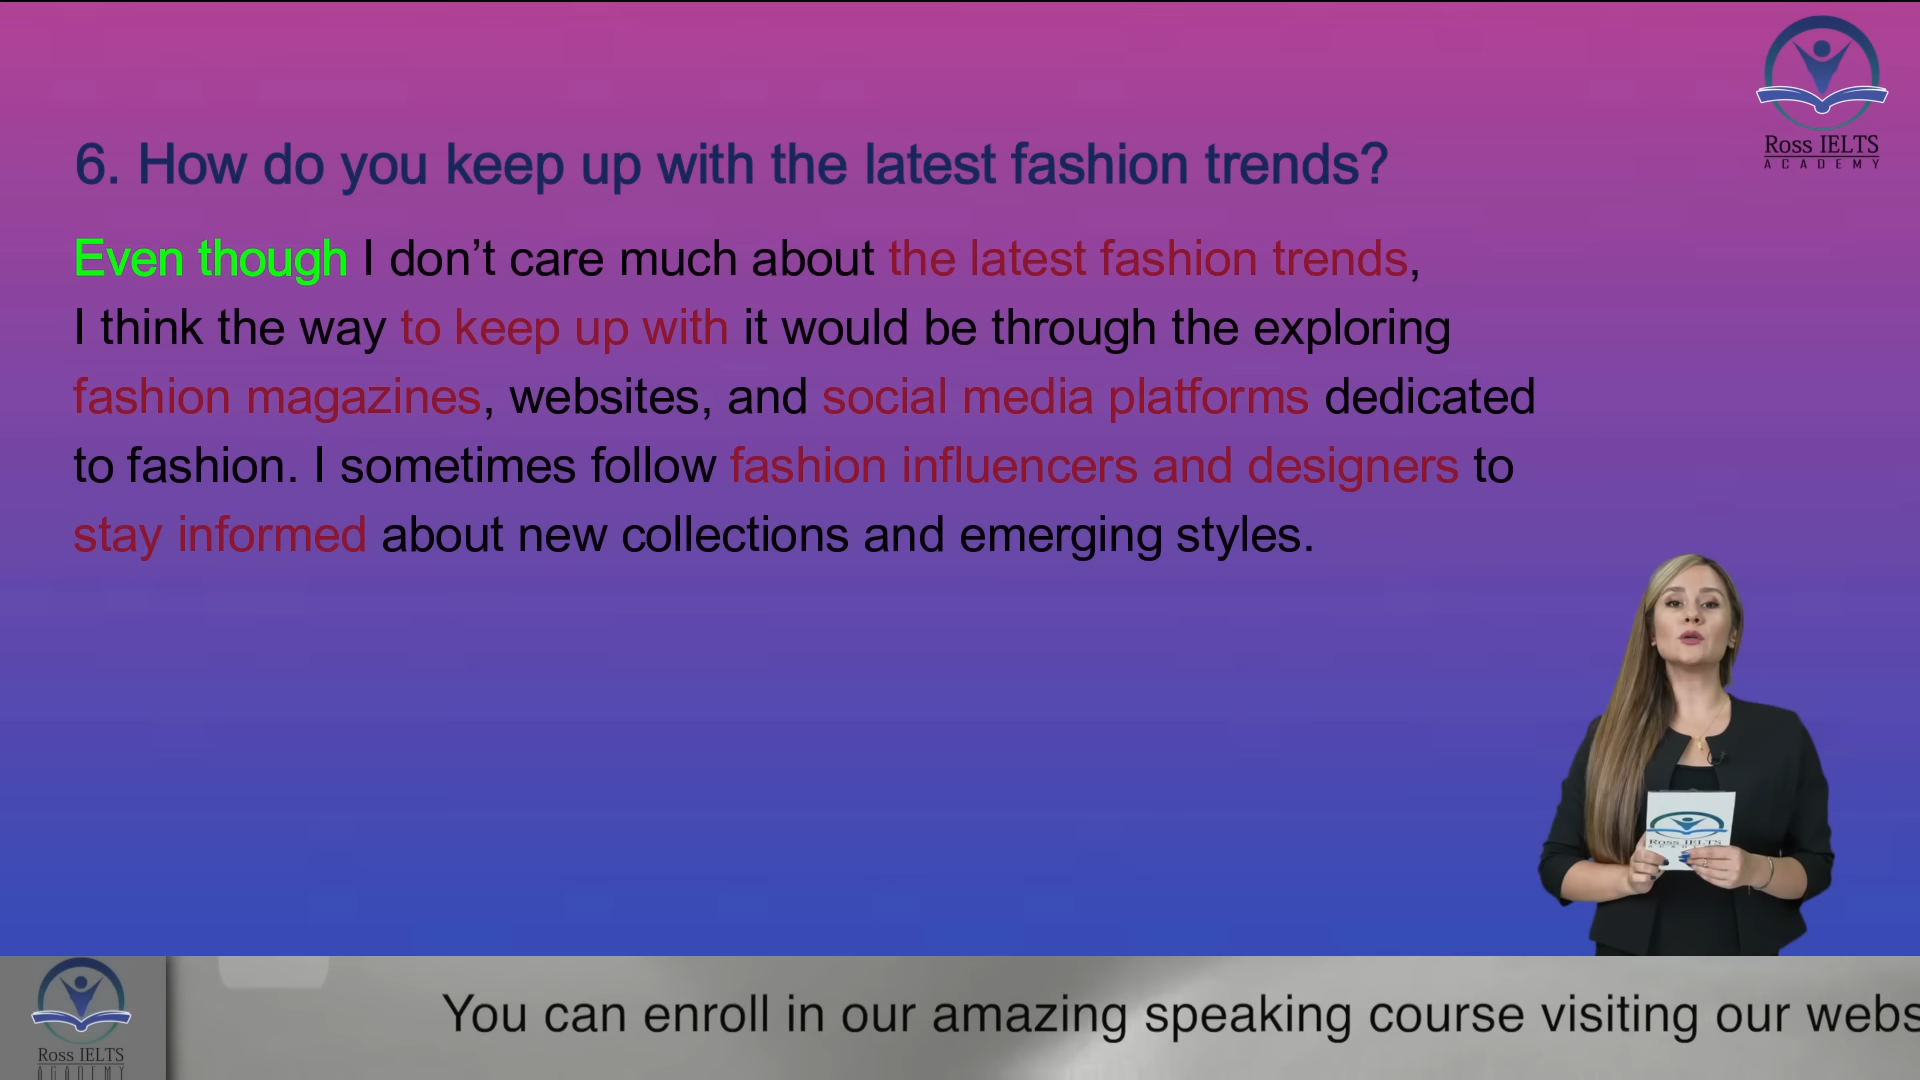 Ross IELTS
ACADEMY
6. How do you keep up with the latest fashion trends?
Even though I don’t care much about the latest fashion trends,
I think the way to keep up with it would be through the exploring
fashion magazines, websites, and social media platforms dedicated
to fashion. I sometimes follow fashion influencers and designers to
stay informed about new collections and emerging styles.
Ross IELTS
Ross IELTS
ACADEMY
You can enroll in our amazing speaking course visiting our webs